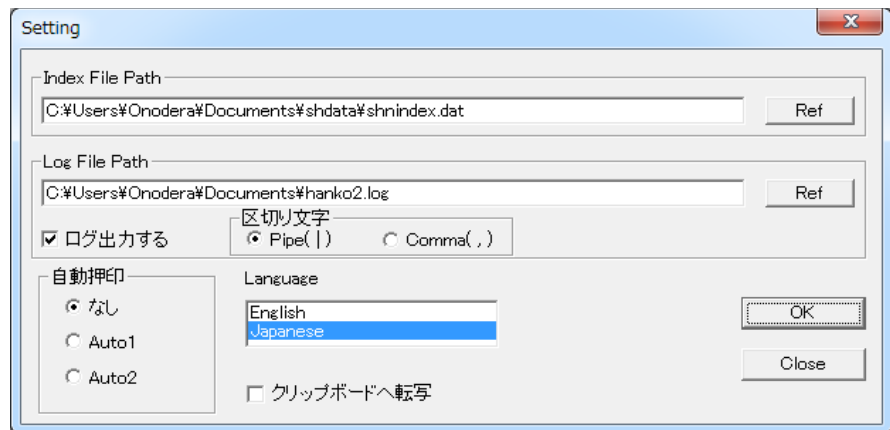 Setting
Index File Path
C:¥Users¥Onodera¥Documents¥shdata¥shnindex.dat
Ref
Log File Path
C:¥Users¥Onodera¥Documents¥hanko2.log
Ref
ログ出力する
区切り文字
Pipe(|)
Comma(,)
自動押印
なし
Auto1
Auto2
Language
English
Japanese
クリップボードへ転写
OK
Close